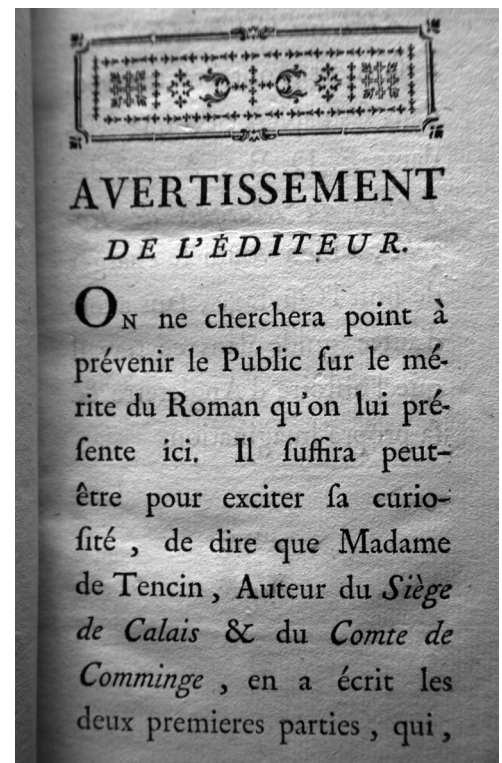 AVERTISSEMENT
DE L'ÉDITEUR.
ON ne cherchera point à
prévenir le Public ſur le mé-
rite du Roman qu'on lui pré-
ſente ici. Il ſuffira peut-
être pour exciter ſa curio-
ſité, de dire que Madame
de Tencin, Auteur du Siège
de Calais & du Comte de
Comminge, en a écrit les
deux premieres parties, qui,